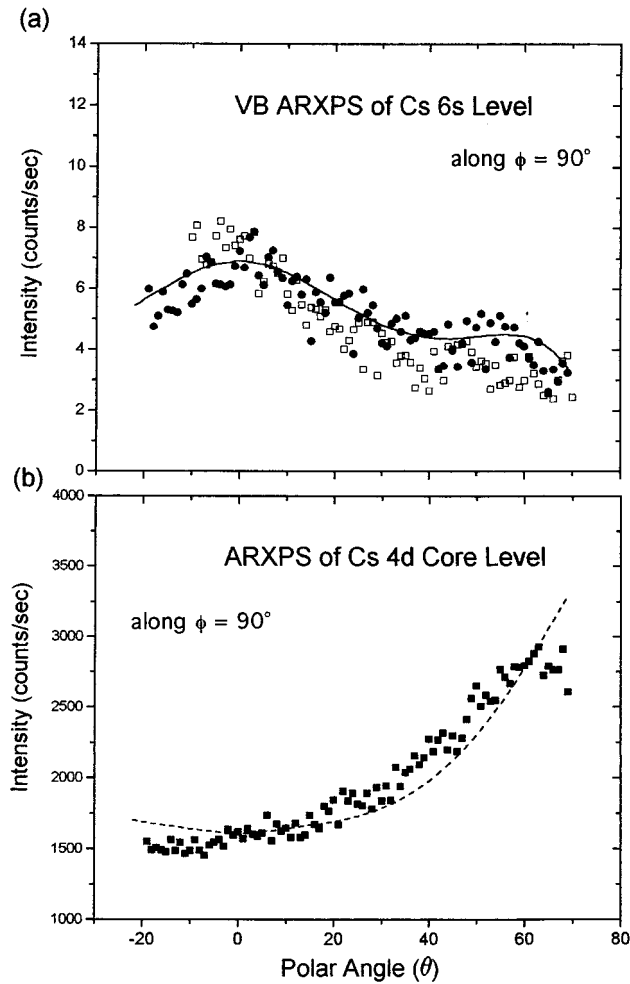 (a)
14
12
10
8
6
4
2
0
Intensity (counts/sec)
VB ARXPS of Cs 6s Level
along ϕ = 90°
(b)
4000
3500
3000
2500
2000
1500
1000
Intensity (counts/sec)
ARXPS of Cs 4d Core Level
along ϕ = 90°
-20 0 20 40 60 80
Polar Angle (θ)